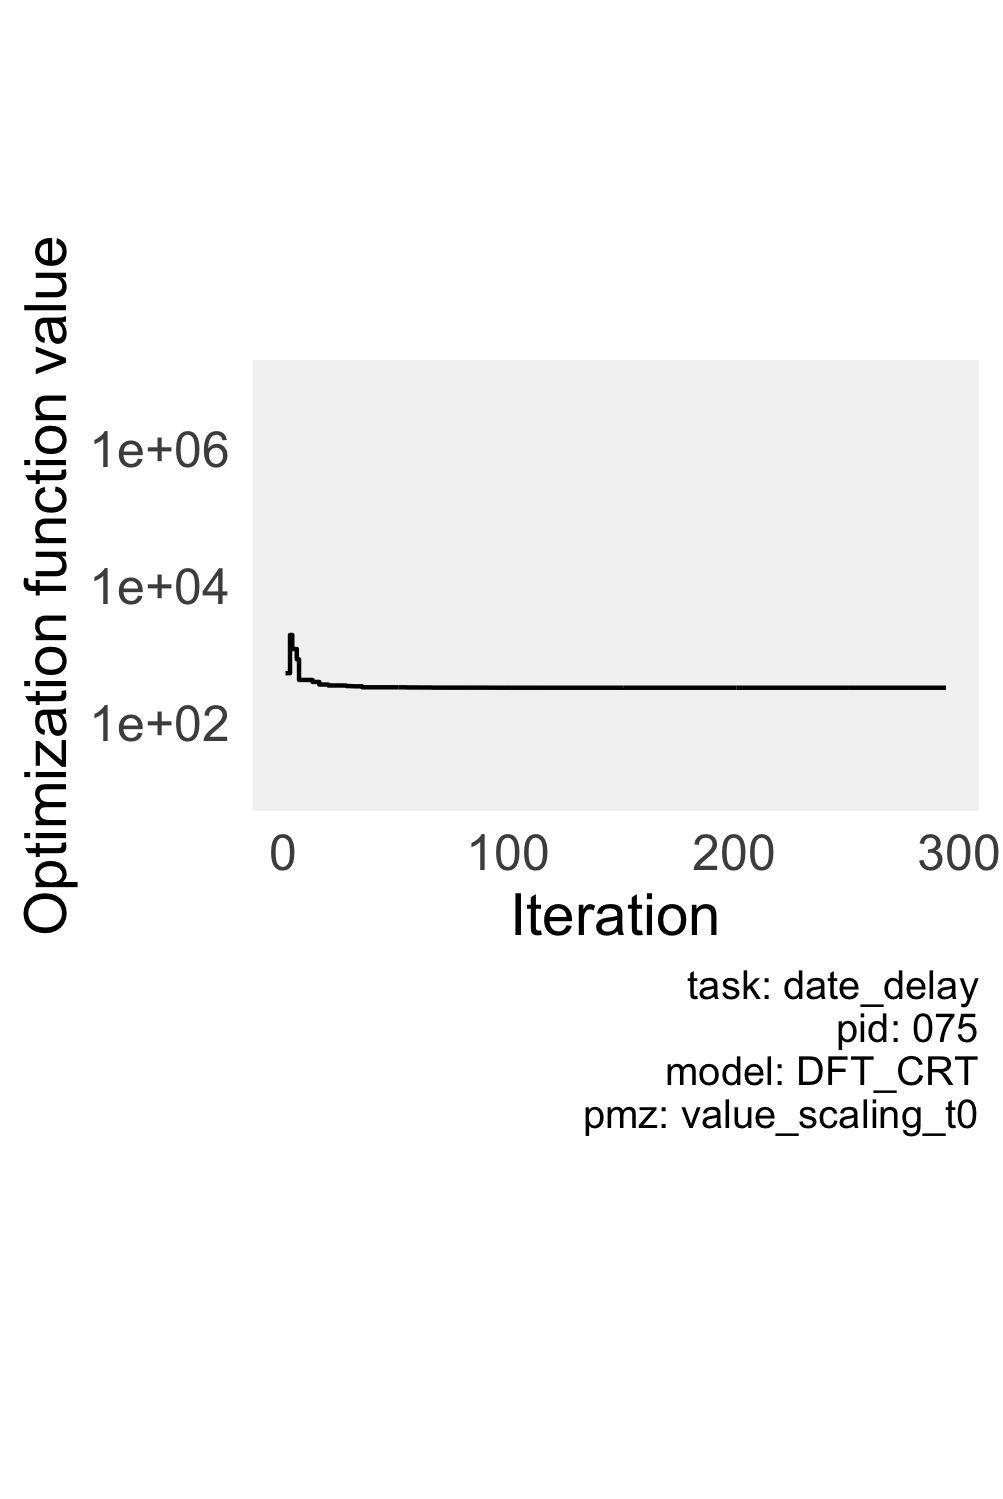 Optimization function value
1e+06
1e+04
1e+02
0 100 200 300
Iteration
task: date_delay
pid: 075
model: DFT_CRT
pmz: value_scaling_t0